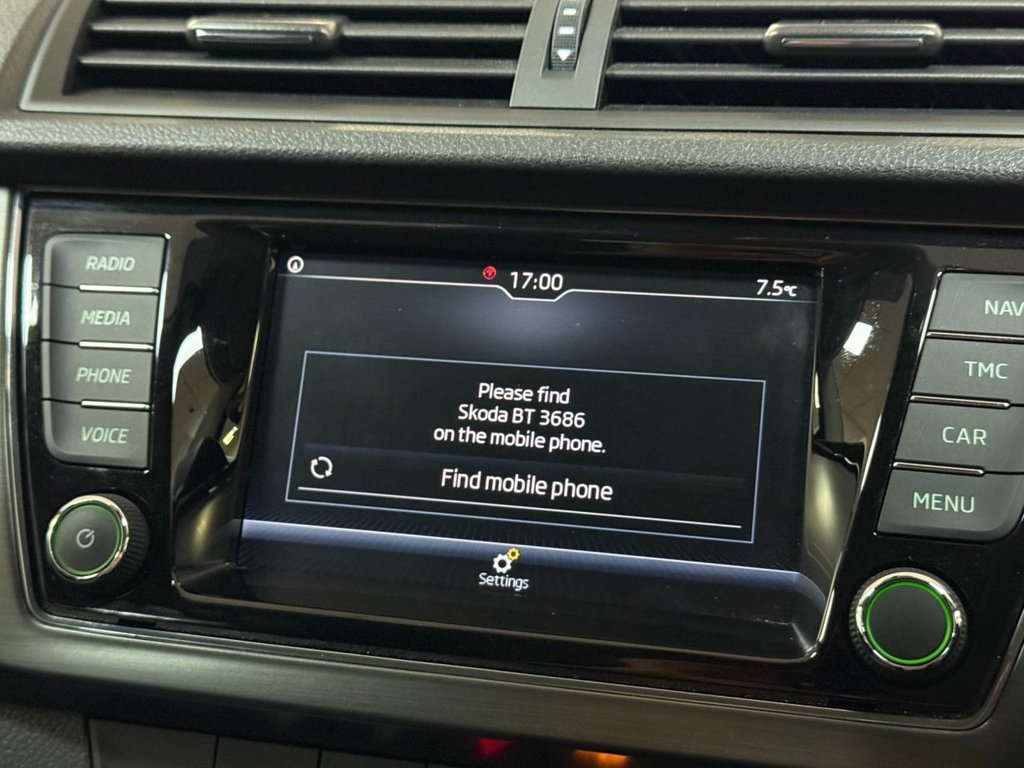 17:00
7.5°C
RADIO
MEDIA
PHONE
VOICE
Please find
Skoda BT 3686
on the mobile phone.
Find mobile phone
Settings
NAV
TMC
CAR
MENU